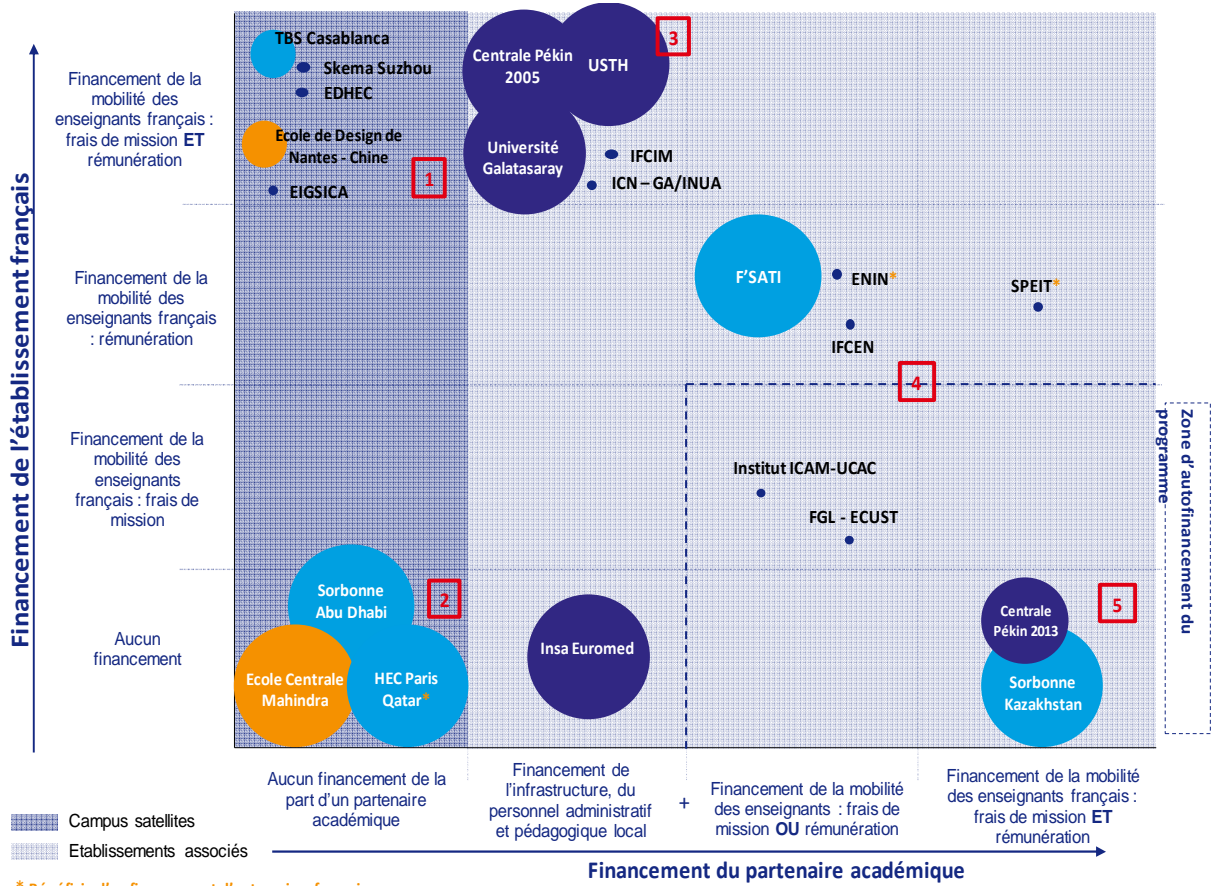 Financement de l'établissement français
Financement de la
mobilité des
enseignants français :
frais de mission ET
rémunération
Financement de la
mobilité des
enseignants français
: rémunération
Financement de la
mobilité des
enseignants
français : frais de
mission
Aucun
financement
TBS Casablanca
Skema Suzhou
EDHEC
Ecole de Design de
Nantes - Chine
1
EIGSICA
Centrale Pékin
2005
USTH
3
Université
Galatasaray
IFCIM
ICN – GA/INUA
F'SATI
ENIN*
IFCEN
SPEIT*
4
Institut ICAM-UCAC
FGL - ECUST
Zone d'autofinancement du
programme
Sorbonne
Abu Dhabi
2
Ecole Centrale
Mahindra
HEC Paris
Qatar*
Insa Euromed
Centrale
Pékin 2013
5
Sorbonne
Kazakhstan
Aucun financement de la
part d'un partenaire
académique
Financement de
l'infrastructure, du
personnel administratif
et pédagogique local
+
Financement de la mobilité
des enseignants : frais de
mission OU rémunération
Financement de la mobilité
des enseignants français :
frais de mission ET
rémunération
Campus satellites
Etablissements associés
Financement du partenaire académique